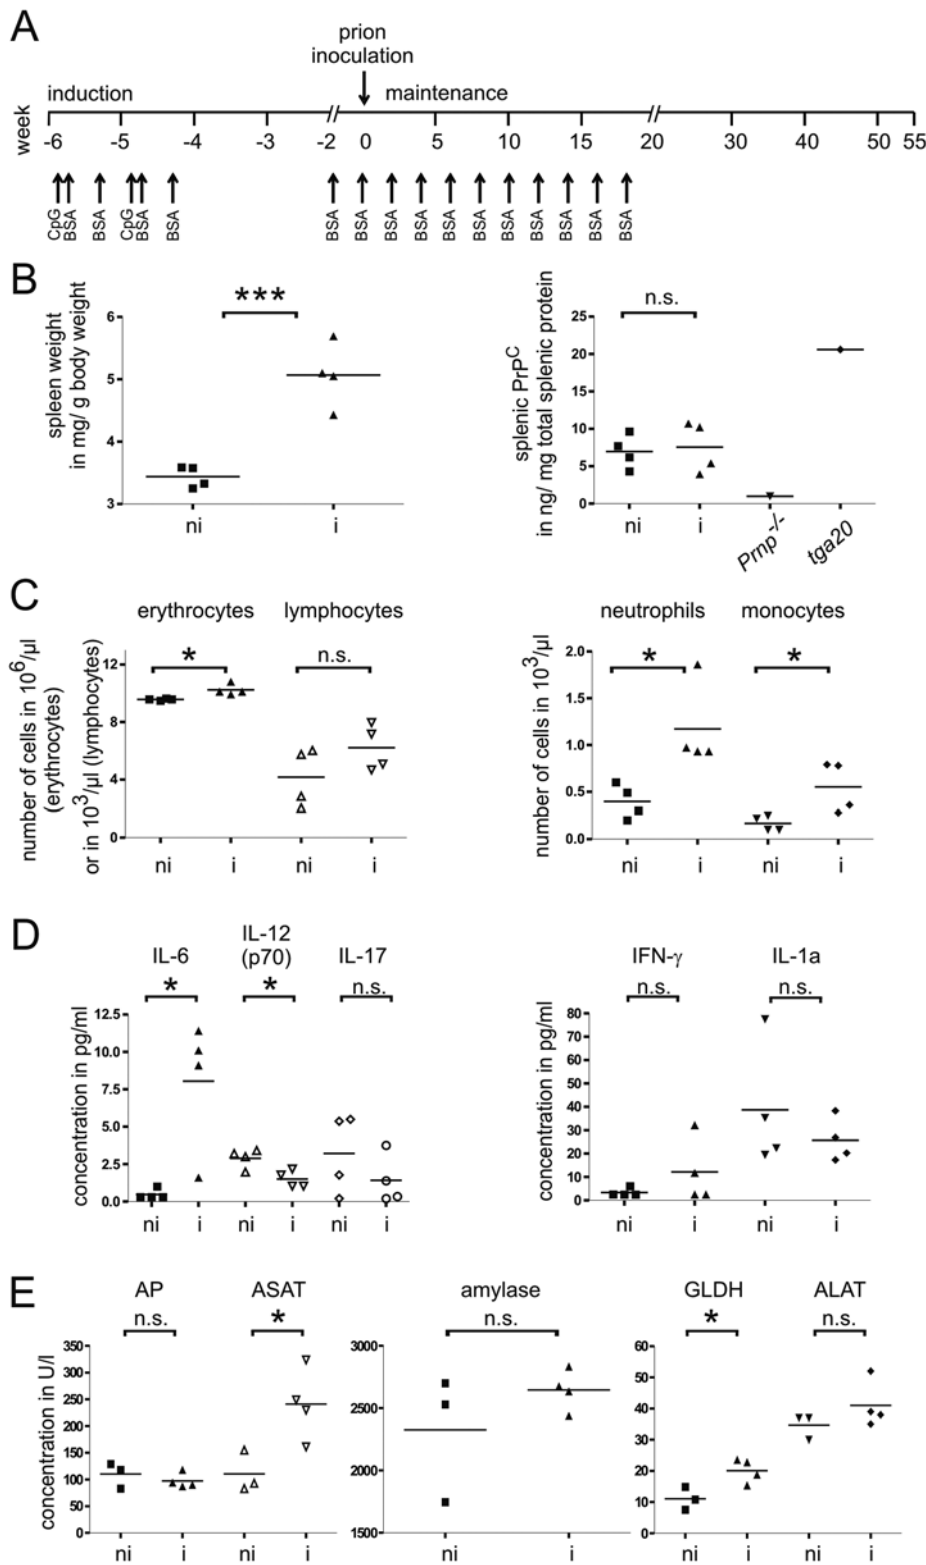 A
prion
inoculation
induction
maintenance
week
-6 -5 -4 -3 -2 0 5 10 15 20 30 40 50 55
CpG BSA BSA CpG BSA BSA BSA BSA BSA BSA BSA BSA BSA BSA BSA BSA BSA
B
***
spleen weight
in mg/ g body weight
6
5
4
3
ni i
n.s.
splenic PrPC
in ng/ mg total splenic protein
25
20
15
10
5
0
ni i Prnp-/- tga20
C
erythrocytes lymphocytes
* n.s.
number of cells in 106/µl
(erythrocytes)
or in 103/µl (lymphocytes)
12
8
4
0
ni i ni i
neutrophils monocytes
* *
number of cells in 103/µl
2.0
1.5
1.0
0.5
0.0
ni i ni i
D
IL-6 IL-12 (p70) IL-17
* * n.s.
concentration in pg/ml
12.5
10.0
7.5
5.0
2.5
0.0
ni i ni i ni i
IFN-γ IL-1a
n.s. n.s.
concentration in pg/ml
80
70
60
50
40
30
20
10
0
ni i ni i
E
AP ASAT
n.s. *
concentration in U/l
350
300
250
200
150
100
50
0
ni i ni i
amylase
n.s.
3000
2500
2000
1500
ni i
GLDH ALAT
* n.s.
60
50
40
30
20
10
0
ni i ni i